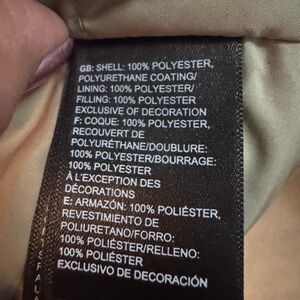 GB: SHELL: 100% POLYESTER,
POLYURETHANE COATING/
LINING: 100% POLYESTER/
FILLING: 100% POLYESTER
EXCLUSIVE OF DECORATION
F: COQUE: 100% POLYESTER,
RECOUVERT DE
POLYURÉTHANE/DOUBLURE:
100% POLYESTER/BOURRAGE:
100% POLYESTER
À L'EXCEPTION DES
DÉCORATIONS
E: ARMAZÓN: 100% POLIÉSTER,
REVESTIMIENTO DE
POLIURETANO/FORRO:
100% POLIÉSTER/RELLENO:
100% POLIÉSTER
EXCLUSIVO DE DECORACIÓN